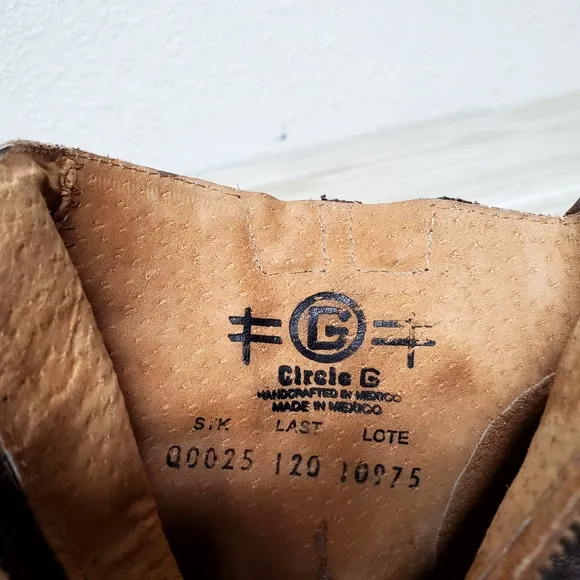 G
Circle G
HANDCRAFTED IN MEXICO
MADE IN MEXICO
STK LAST LOTE
Q0025 120 10975